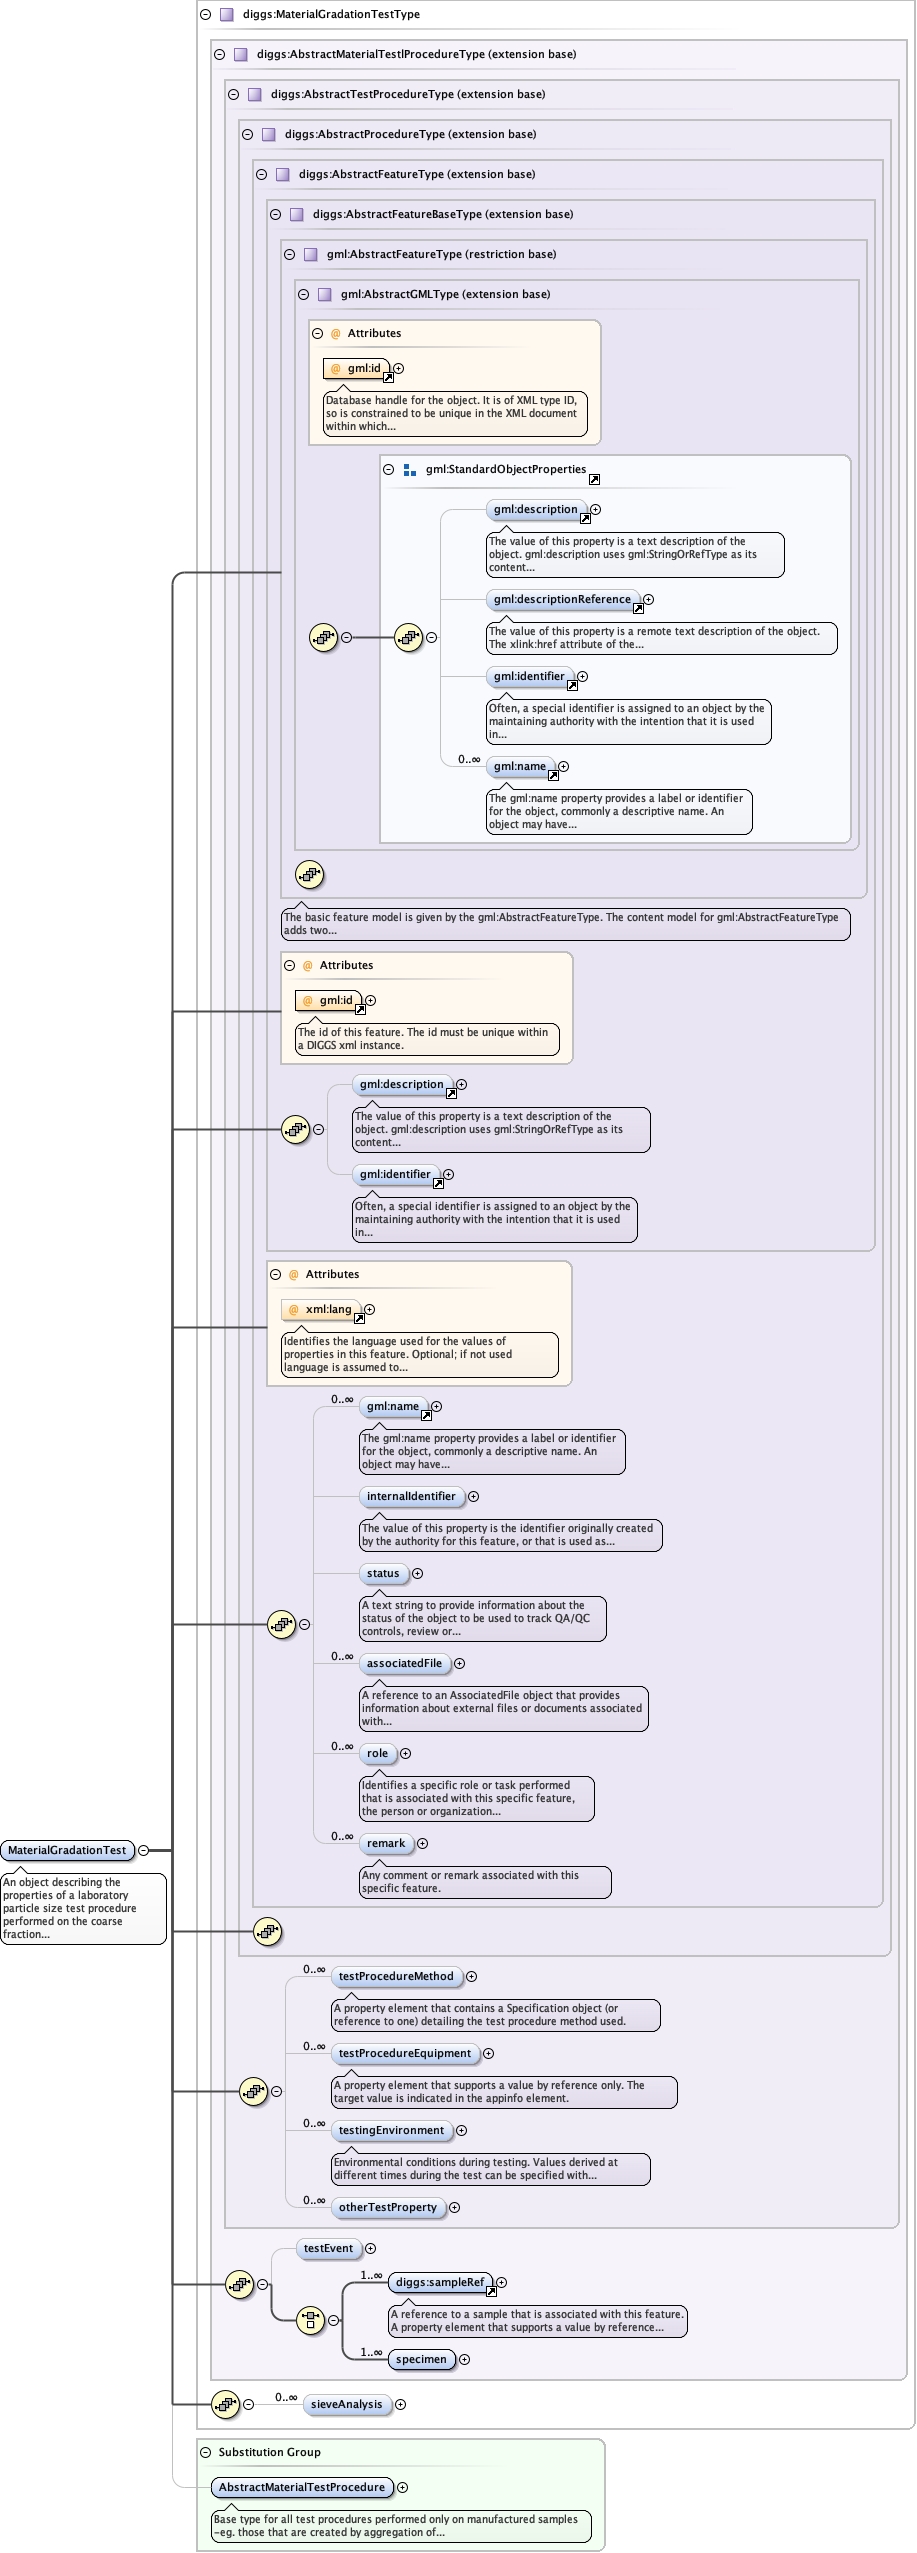 diggs:MaterialGradationTestType
diggs:AbstractMaterialTestlProcedureType (extension base)
diggs:AbstractTestProcedureType (extension base)
diggs:AbstractProcedureType (extension base)
diggs:AbstractFeatureType (extension base)
diggs:AbstractFeatureBaseType (extension base)
gml:AbstractFeatureType (restriction base)
gml:AbstractGMLType (extension base)
@ Attributes
@ gml:id
Database handle for the object. It is of XML type ID,
so is constrained to be unique in the XML document
within which...
gml:StandardObjectProperties
gml:description
The value of this property is a text description of the
object. gml:description uses gml:StringOrRefType as its
content...
gml:descriptionReference
The value of this property is a remote text description of the object.
The xlink:href attribute of the...
gml:identifier
Often, a special identifier is assigned to an object by the
maintaining authority with the intention that it is used
in...
0..∞
gml:name
The gml:name property provides a label or identifier
for the object, commonly a descriptive name. An
object may have...
The basic feature model is given by the gml:AbstractFeatureType. The content model for gml:AbstractFeatureType
adds two...
@ Attributes
@ gml:id
The id of this feature. The id must be unique within
a DIGGS xml instance.
gml:description
The value of this property is a text description of the
object. gml:description uses gml:StringOrRefType as its
content...
gml:identifier
Often, a special identifier is assigned to an object by the
maintaining authority with the intention that it is used
in...
@ Attributes
@ xml:lang
Identifies the language used for the values of
properties in this feature. Optional; if not used
language is assumed to...
0..∞
gml:name
The gml:name property provides a label or identifier
for the object, commonly a descriptive name. An
object may have...
internalIdentifier
The value of this property is the identifier originally created
by the authority for this feature, or that is used as...
status
A text string to provide information about the
status of the object to be used to track QA/QC
controls, review or...
0..∞
associatedFile
A reference to an AssociatedFile object that provides
information about external files or documents associated
with...
0..∞
role
Identifies a specific role or task performed
that is associated with this specific feature,
the person or organization...
0..∞
remark
Any comment or remark associated with this
specific feature.
MaterialGradationTest
An object describing the
properties of a laboratory
particle size test procedure
performed on the coarse
fraction...
0..∞
testProcedureMethod
A property element that contains a Specification object (or
reference to one) detailing the test procedure method used.
0..∞
testProcedureEquipment
A property element that supports a value by reference only. The
target value is indicated in the appinfo element.
0..∞
testingEnvironment
Environmental conditions during testing. Values derived at
different times during the test can be specified with...
0..∞
otherTestProperty
testEvent
1..∞
diggs:sampleRef
A reference to a sample that is associated with this feature.
A property element that supports a value by reference...
1..∞
specimen
0..∞
sieveAnalysis
Substitution Group
AbstractMaterialTestProcedure
Base type for all test procedures performed only on manufactured samples
-eg. those that are created by aggregation of...